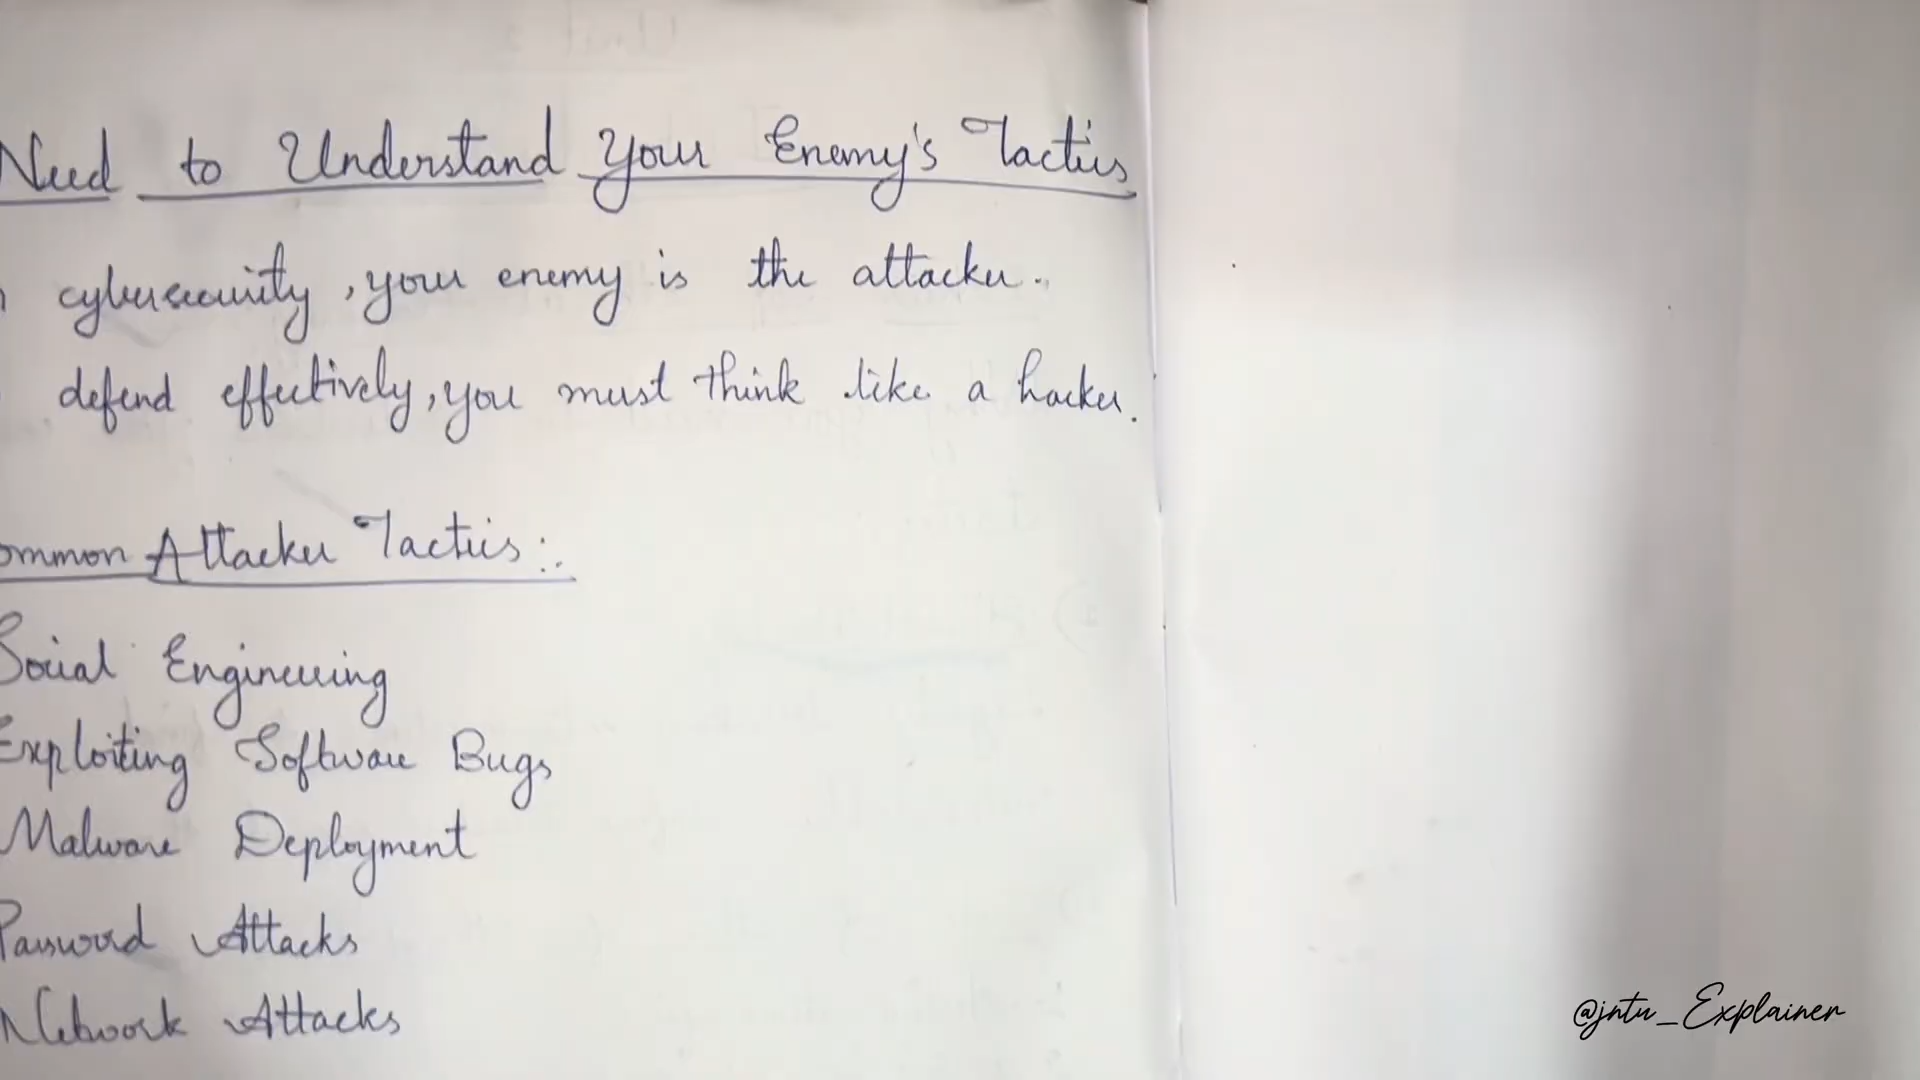 Need to Understand Your Enemy's Tactics
cybersecurity, your enemy is the attacker.
defend effectively, you must think like a hacker.
ommon Attacker Tactics:
Social Engineering
Exploiting Software Bugs
Malware Deployment
Password Attacks
Network Attacks
@jntu_Explainer